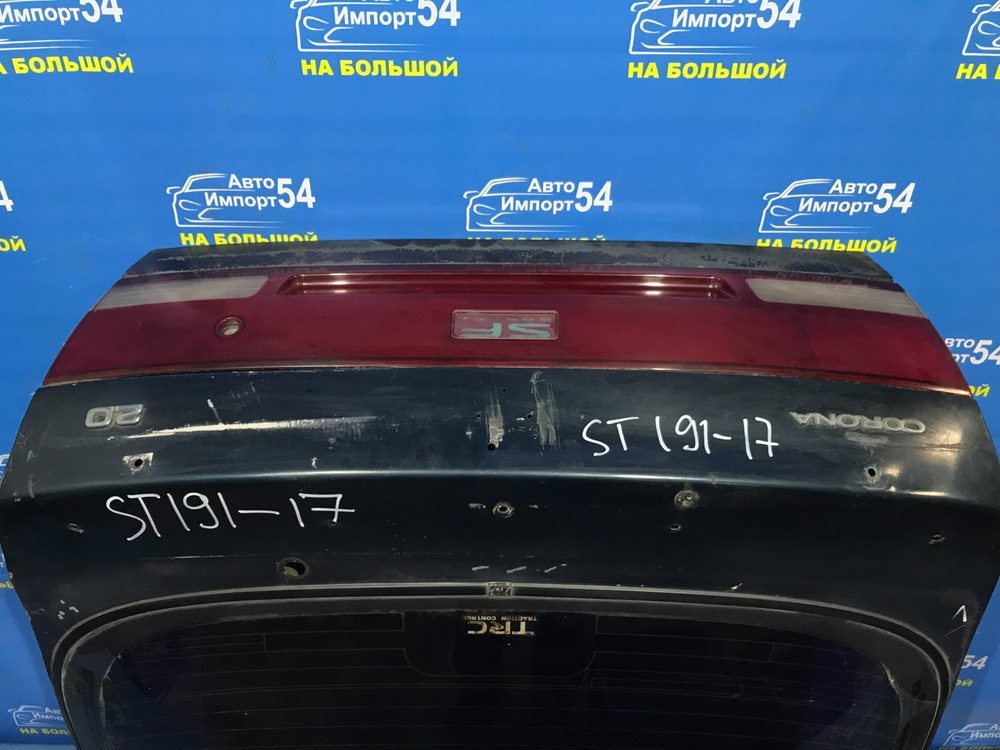 Импорт54
НА БОЛЬШОЙ
Авто
Импорт54
НА БОЛЬШОЙ
Авто
Импорт54
НА БОЛЬШОЙ
НА Б
Авто
Импорт54
НА БОЛЬШОЙ
Авто
Импорт54
НА БОЛЬШОЙ
Авто
Импорт54
НА БОЛЬШОЙ
SF
2.0
CORONA
ST191-17
ST191-17
TRC
TRACTION CONTROL